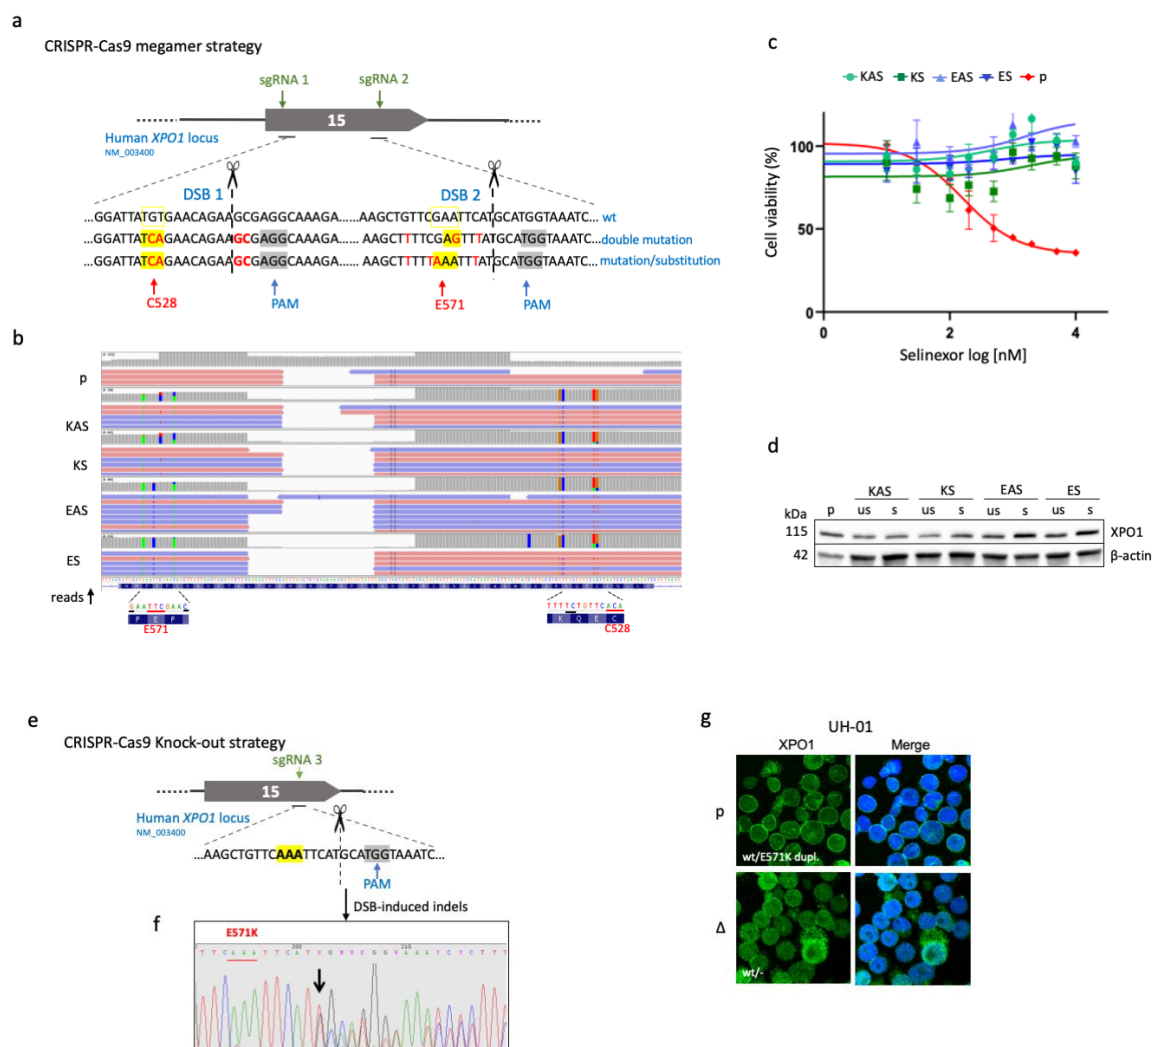 a
CRISPR-Cas9 megamer strategy
sgRNA 1
sgRNA 2
15
Human XPO1 locus
NM_003400
DSB 1
DSB 2
...GGATTATGTGAACAGAAGCGAGGCAAAGA...... AAGCTGTTCGAATTCATGCATGGTAAATC... wt
...GGATTATCAGAACAGAAGCGAGGCAAAGA...... AAGCTTTTCGAGTTTATGCATGGTAAATC... double mutation
...GGATTATCAGAACAGAAGCGAGGCAAAGA...... AAGCTTTTTAAATTTATGCATGGTAAATC... mutation/substitution
C528
PAM
E571
PAM
b
p
KAS
KS
EAS
ES
reads
GAATTCGAAC
F E F
E571
TTTTCTGTTCACA
K Q E C
C528
c
KAS KS EAS ES p
Cell viability (%)
100
50
0
0 2 4
Selinexor log [nM]
d
KAS KS EAS ES
kDa p us s us s us s us s
115 XPO1
42 β-actin
e
CRISPR-Cas9 Knock-out strategy
sgRNA 3
15
Human XPO1 locus
NM_003400
...AAGCTGTTCAAATTCATGCATGGTAAATC...
PAM
DSB-induced indels
f
E571K
200 210
g
UH-01
XPO1 Merge
p
wt/E571K dupl.
Δ
wt/-